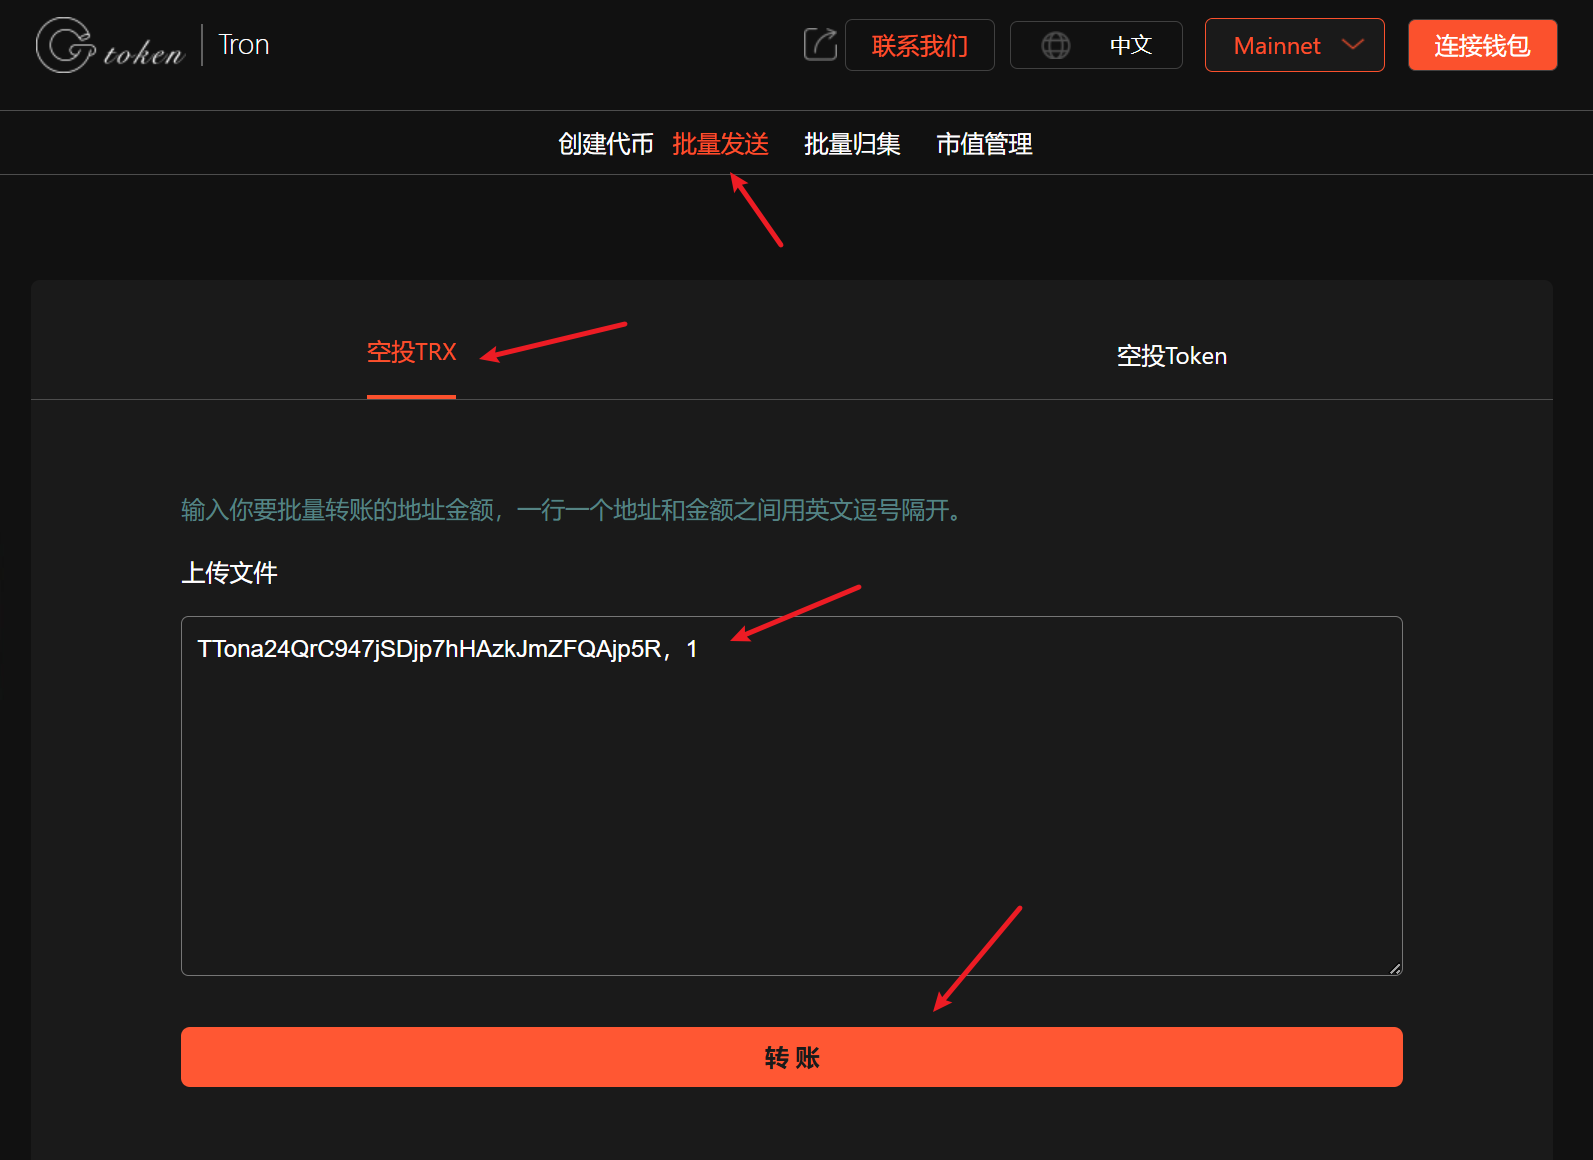 Gtoken | Tron
联系我们
中文
Mainnet
连接钱包
创建代币 批量发送 批量归集 市值管理
空投TRX
空投Token
输入你要批量转账的地址金额，一行一个地址和金额之间用英文逗号隔开。
上传文件
TTona24QrC947jSDjp7hHAzkJmZFQAjp5R，1
转 账